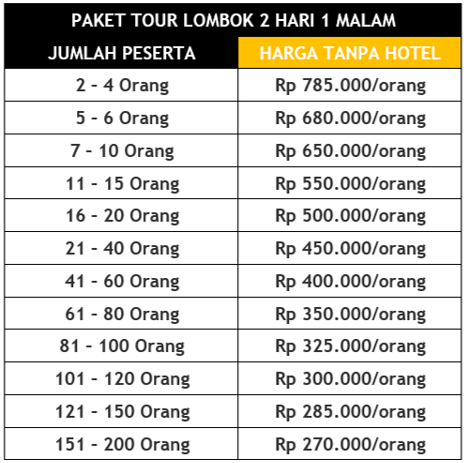 PAKET TOUR LOMBOK 2 HARI 1 MALAM
JUMLAH PESERTA HARGA TANPA HOTEL
2 – 4 Orang Rp 785.000/orang
5 – 6 Orang Rp 680.000/orang
7 – 10 Orang Rp 650.000/orang
11 – 15 Orang Rp 550.000/orang
16 – 20 Orang Rp 500.000/orang
21 – 40 Orang Rp 450.000/orang
41 – 60 Orang Rp 400.000/orang
61 – 80 Orang Rp 350.000/orang
81 – 100 Orang Rp 325.000/orang
101 – 120 Orang Rp 300.000/orang
121 – 150 Orang Rp 285.000/orang
151 – 200 Orang Rp 270.000/orang